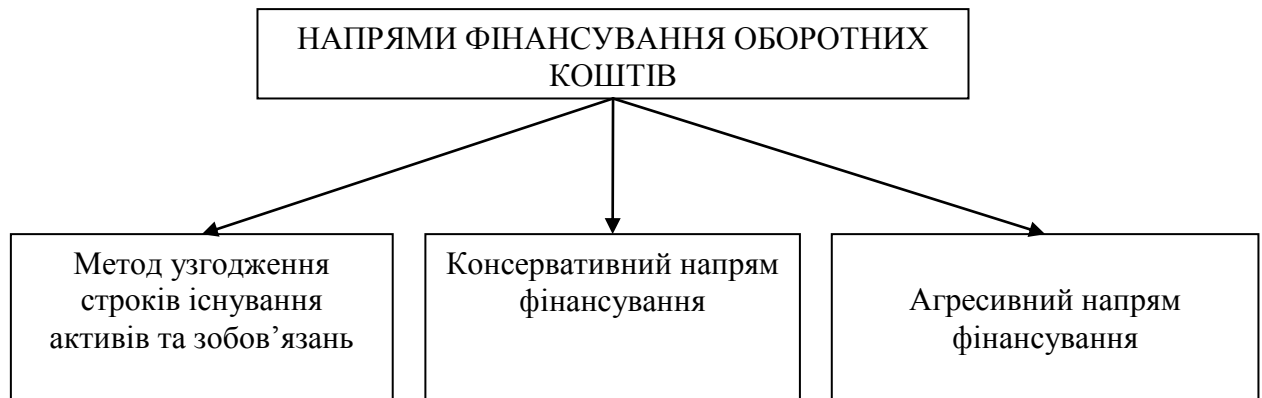 НАПРЯМИ ФІНАНСУВАННЯ ОБОРОТНИХ
КОШТІВ
Метод узгодження
строків існування
активів та зобов’язань
Консервативний напрям
фінансування
Агресивний напрям
фінансування